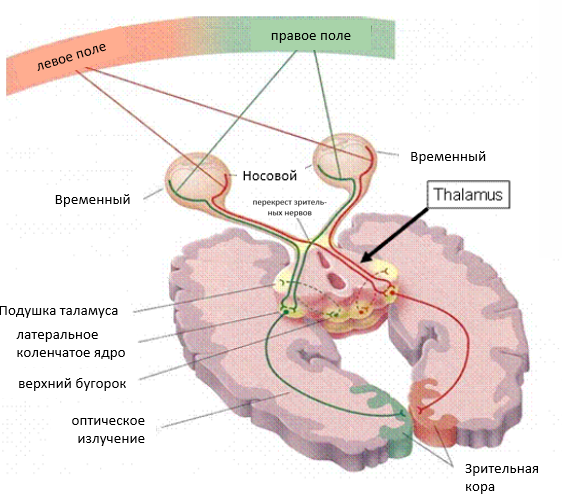 левое поле
правое поле
Временный
Носовой
Временный
перекрест зритель-
ных нервов
Thalamus
Подушка таламуса
латеральное
коленчатое ядро
верхний бугорок
оптическое
излучение
Зрительная
кора